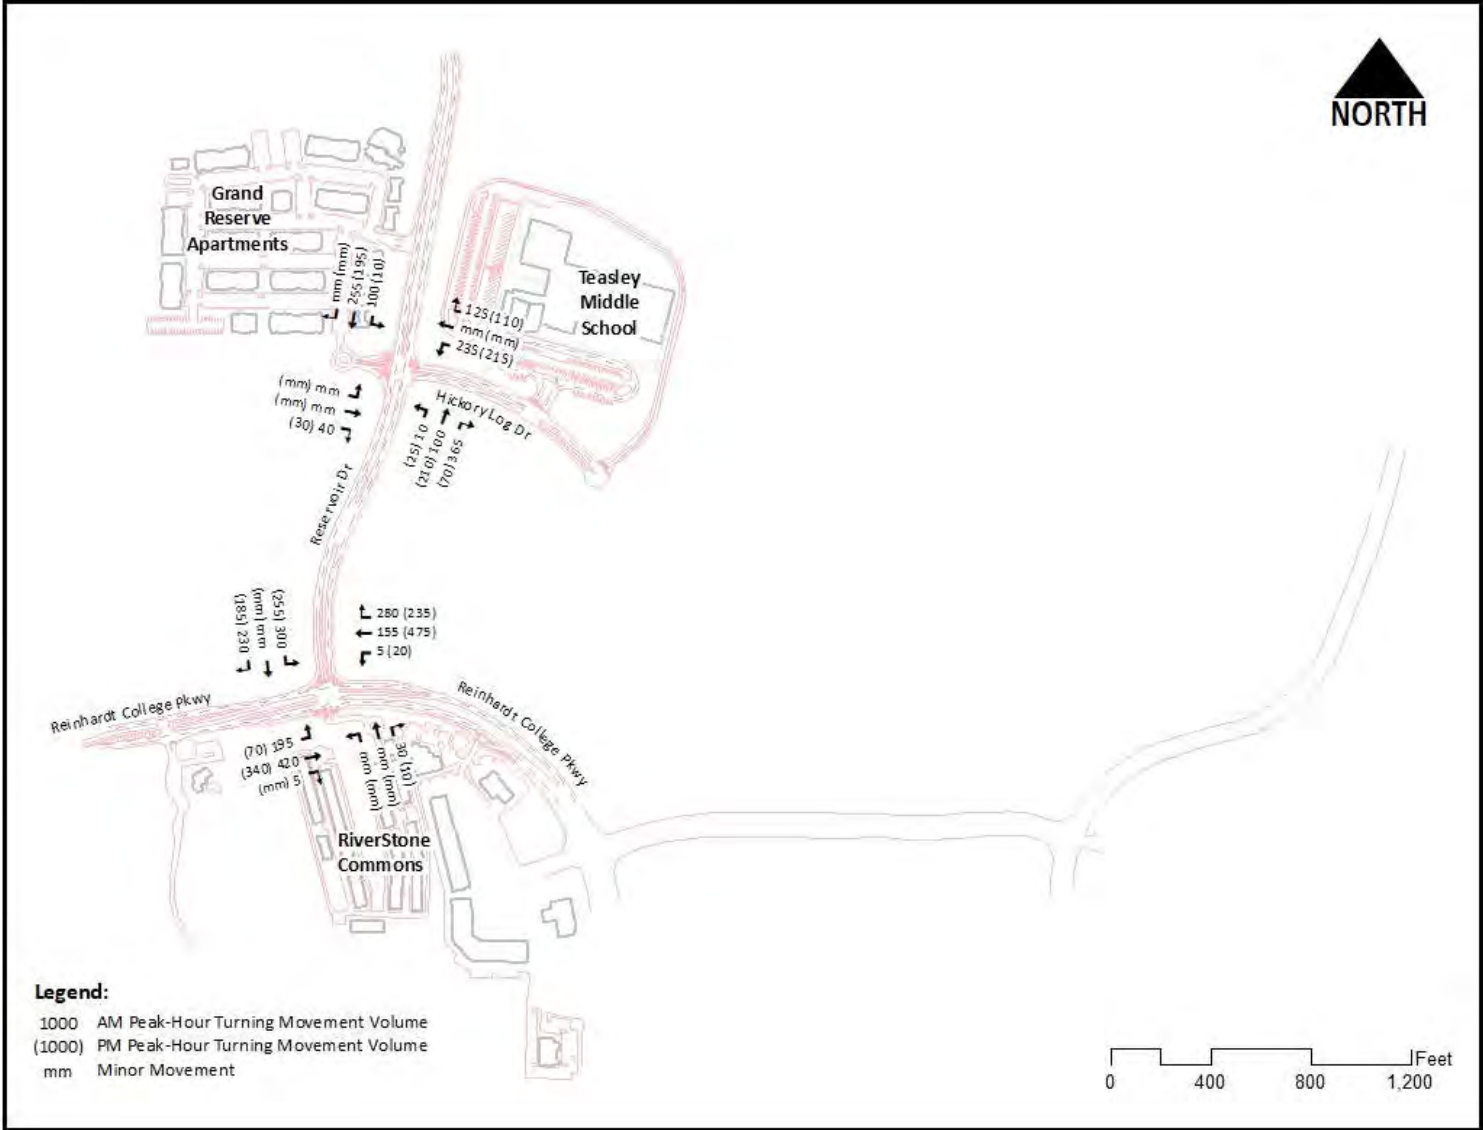 NORTH
Grand
Reserve
Apartments
Teasley
Middle
School
mm (mm)
255 (195)
100 (10)
125 (110)
mm (mm)
235 (215)
(mm) mm
(mm) mm
(30) 40
Hickory Log Dr
(25) 10
(210) 100
(70) 365
Reservoir Dr
(185) 230
(mm) mm
(255) 300
280 (235)
155 (475)
5 (20)
Reinhardt College Pkwy
Reinhardt College Pkwy
(70) 195
(340) 420
(mm) 5
mm (mm)
mm (mm)
30 (10)
RiverStone
Commons
Legend:
1000 AM Peak-Hour Turning Movement Volume
(1000) PM Peak-Hour Turning Movement Volume
mm Minor Movement
Feet
0 400 800 1,200